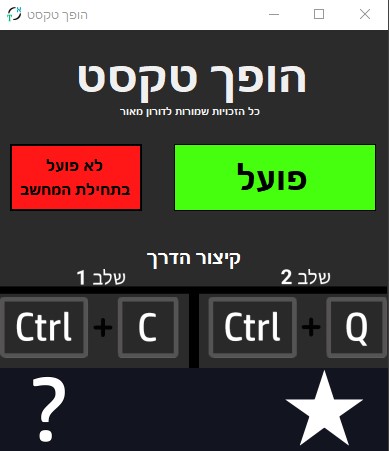 הופך טקסט
הופך טקסט
כל הזכויות שמורות לדורון מאור
פועל
לא פועל
בתחילת המחשב
קיצור הדרך
שלב 1
שלב 2
Ctrl + C
Ctrl + Q
?